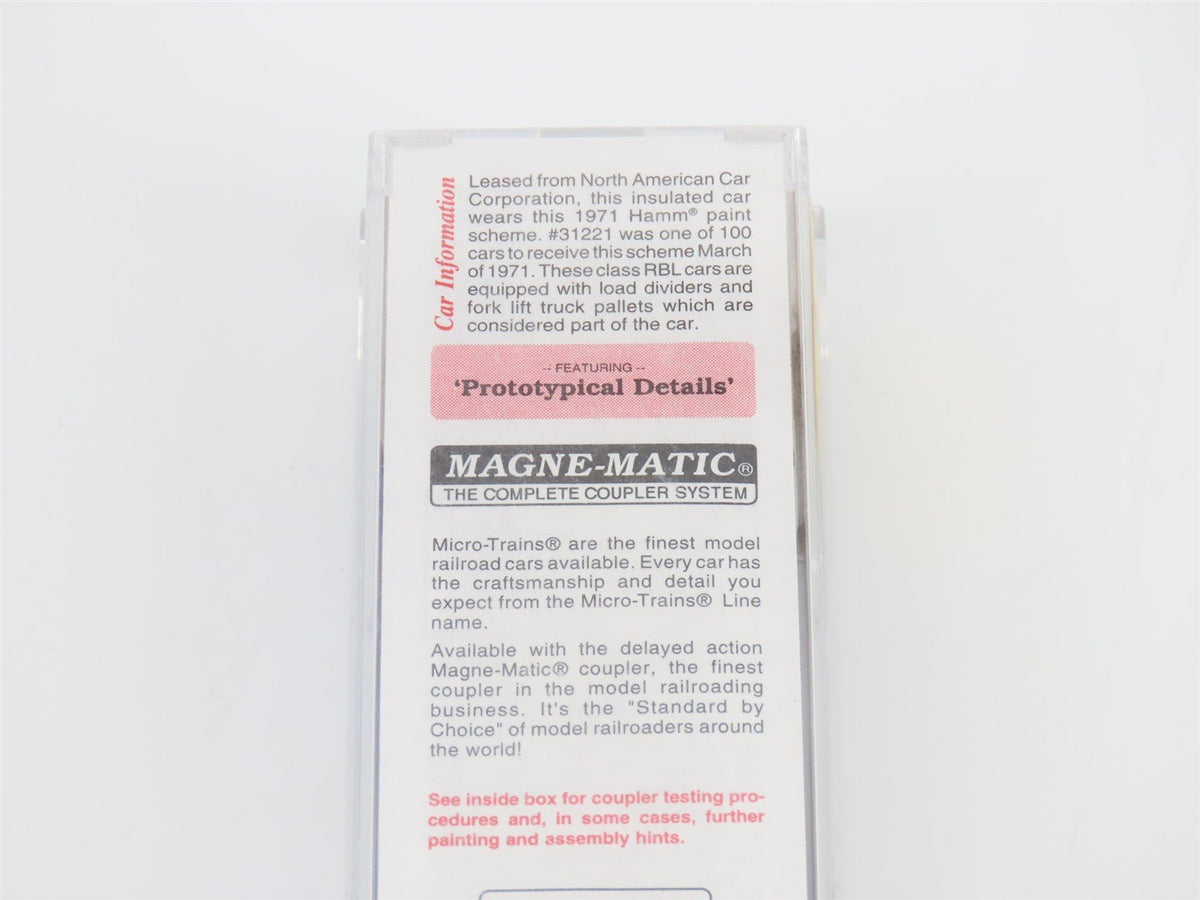 Car Information
Leased from North American Car
Corporation, this insulated car
wears this 1971 Hamm® paint
scheme. #31221 was one of 100
cars to receive this scheme March
of 1971. These class RBL cars are
equipped with load dividers and
fork lift truck pallets which are
considered part of the car.
-- FEATURING --
'Prototypical Details'
MAGNE-MATIC®
THE COMPLETE COUPLER SYSTEM
Micro-Trains® are the finest model
railroad cars available. Every car has
the craftsmanship and detail you
expect from the Micro-Trains® Line
name.
Available with the delayed action
Magne-Matic® coupler, the finest
coupler in the model railroading
business. It's the "Standard by
Choice" of model railroaders around
the world!
See inside box for coupler testing pro-
cedures and, in some cases, further
painting and assembly hints.